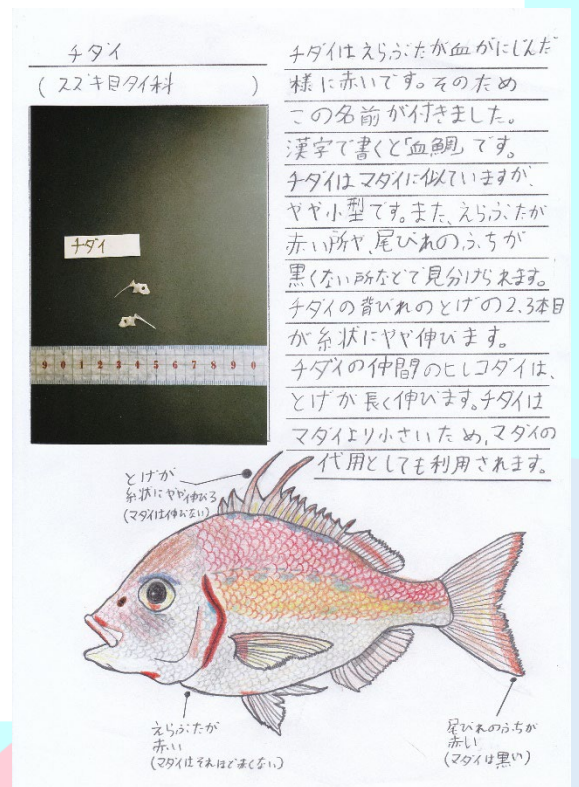 チダイ
(スズキ目タイ科)
チダイ
9 0 1 2 3 4 5 6 7 8 9 0
チダイはえらぶたが血がにじんだ
様に赤いです。そのため
この名前が付きました。
漢字で書くと「血鯛」です。
チダイはマダイに似ていますが、
やや小型です。また、えらぶたが
赤い所や、尾びれのふちが
黒くない所などで見分けられます。
チダイの背びれのとげの2,3本目
が糸状にやや伸びます。
チダイの仲間のヒレコダイは、
とげが長く伸びます。チダイは
マダイより小さいため、マダイの
代用としても利用されます。
とげが
糸状にやや伸びる
(マダイは伸びない)
えらぶたが
赤い
(マダイはそれほど赤くない)
尾びれのふちが
赤い
(マダイは黒い)